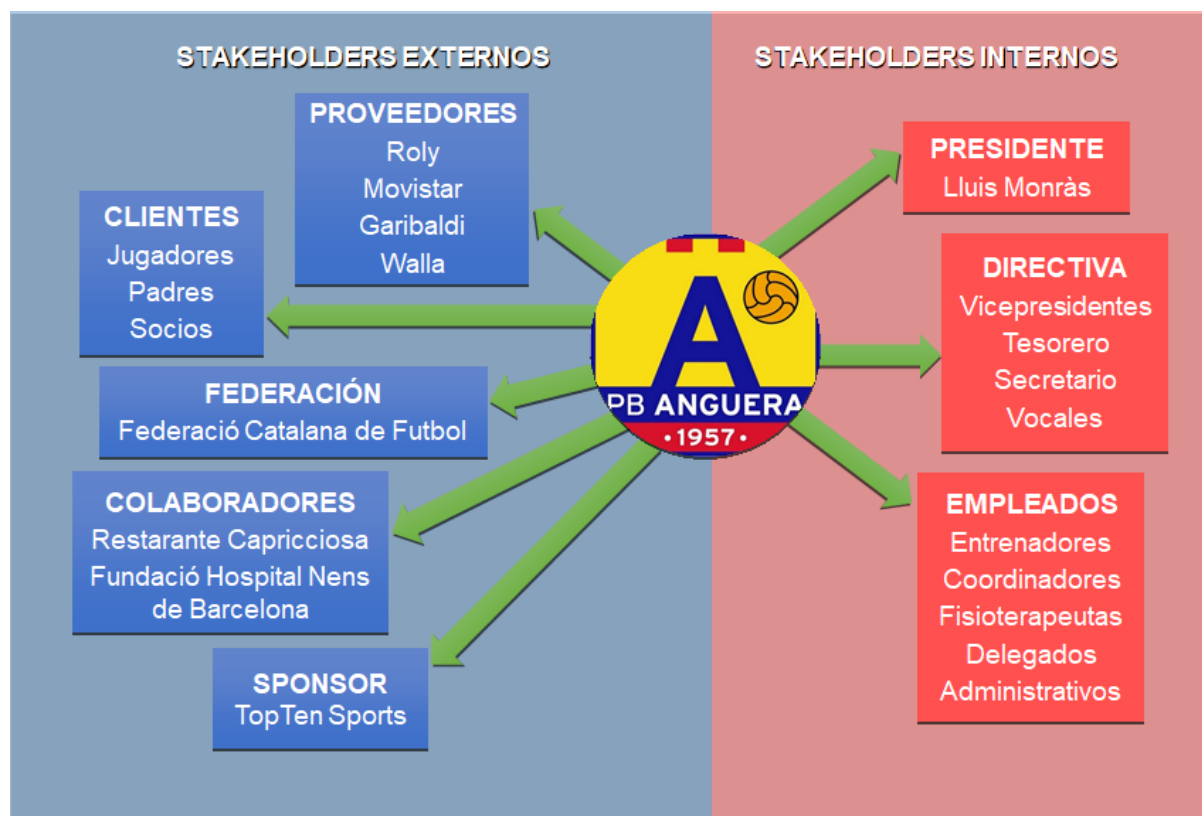 STAKEHOLDERS EXTERNOS
PROVEEDORES
Roly
Movistar
Garibaldi
Walla
CLIENTES
Jugadores
Padres
Socios
FEDERACIÓN
Federació Catalana de Futbol
COLABORADORES
Restarante Capricciosa
Fundació Hospital Nens
de Barcelona
SPONSOR
TopTen Sports
A
PB ANGUERA
·1957·
STAKEHOLDERS INTERNOS
PRESIDENTE
Lluis Monràs
DIRECTIVA
Vicepresidentes
Tesorero
Secretario
Vocales
EMPLEADOS
Entrenadores
Coordinadores
Fisioterapeutas
Delegados
Administrativos